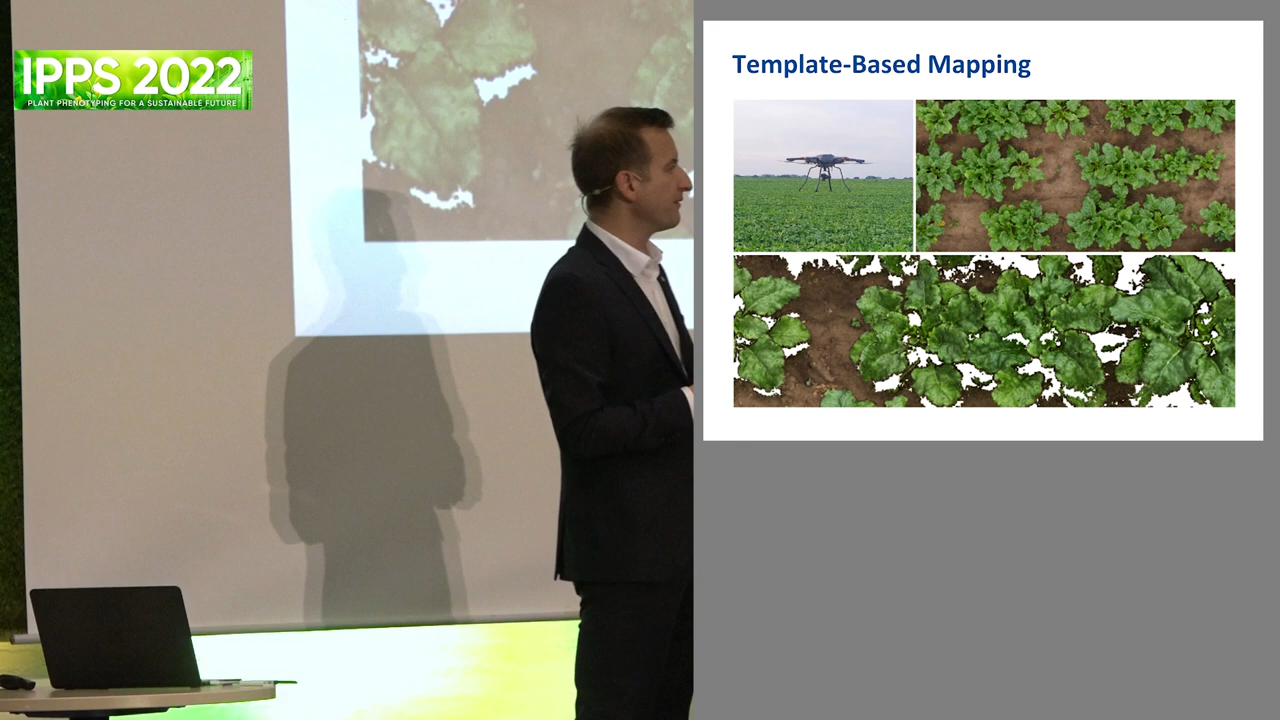 IPPS 2022
PLANT PHENOTYPING FOR A SUSTAINABLE FUTURE
Template-Based Mapping